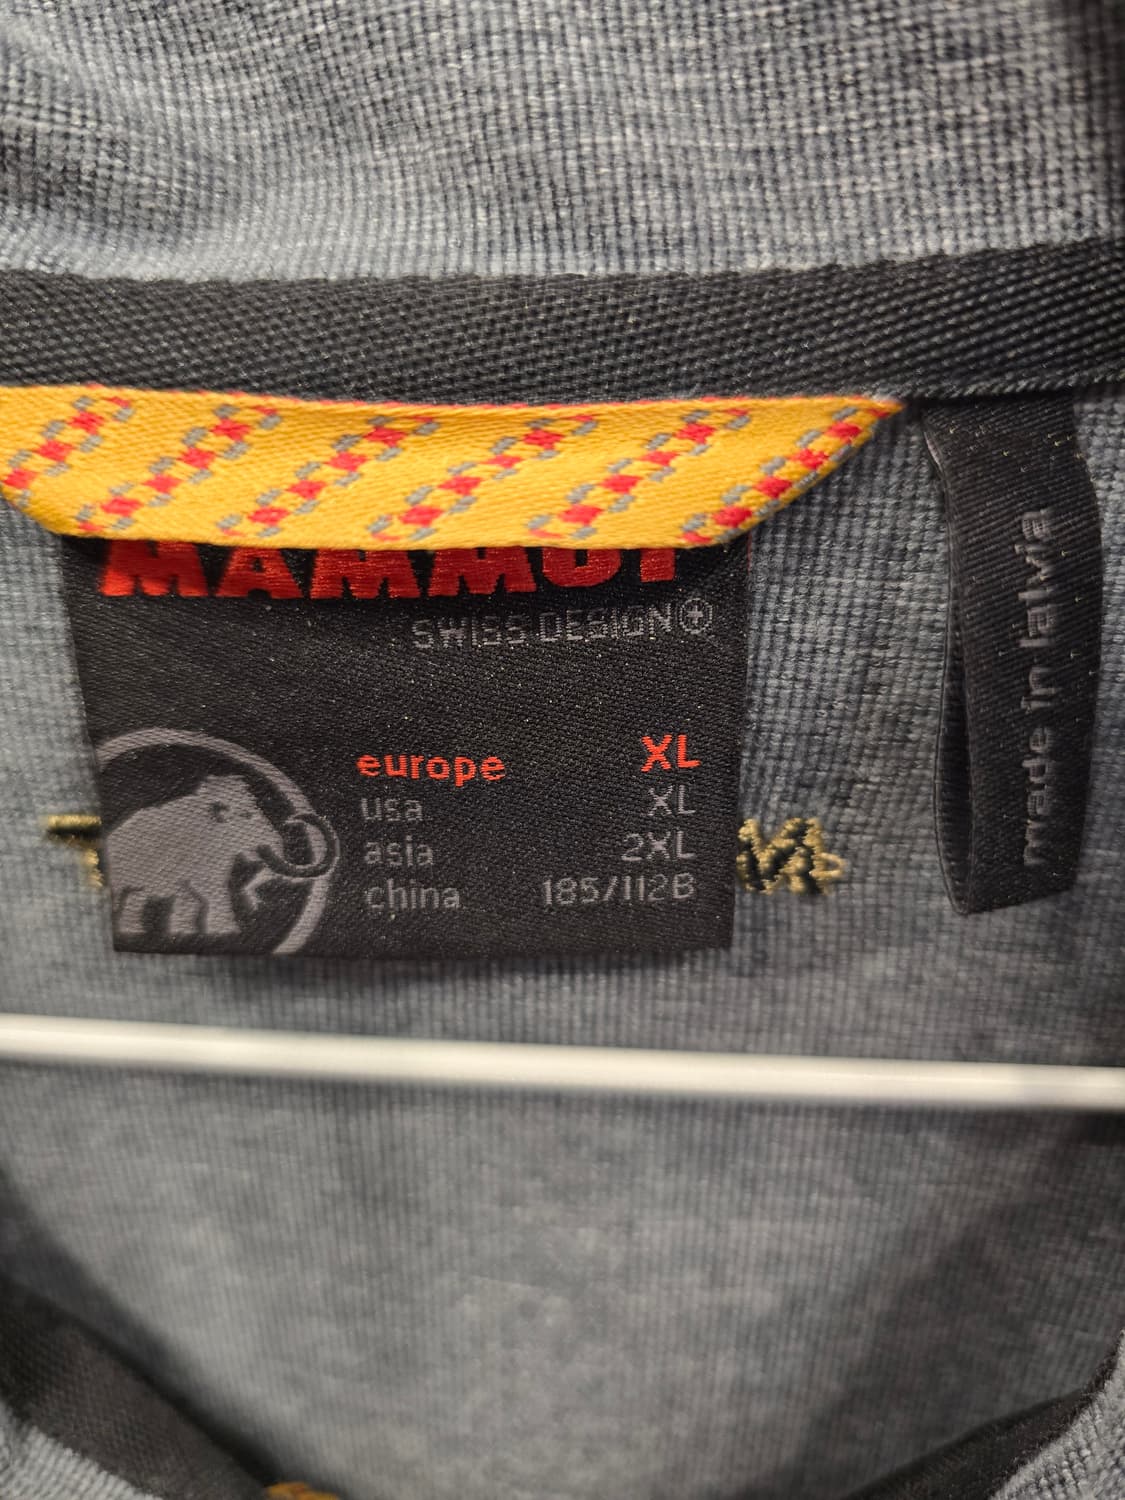 MAMMUT
SWISS DESIGN
europe XL
usa XL
asia 2XL
china 185/112B
made in latvia